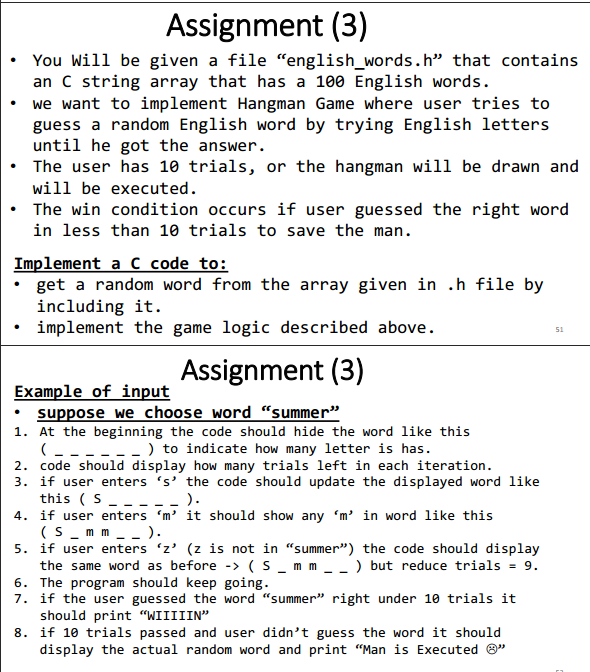 Assignment (3)
• You Will be given a file “english_words.h” that contains
an C string array that has a 100 English words.
• we want to implement Hangman Game where user tries to
guess a random English word by trying English letters
until he got the answer.
• The user has 10 trials, or the hangman will be drawn and
will be executed.
• The win condition occurs if user guessed the right word
in less than 10 trials to save the man.
Implement a C code to:
• get a random word from the array given in .h file by
including it.
• implement the game logic described above.
51
Assignment (3)
Example of input
• suppose we choose word “summer”
1. At the beginning the code should hide the word like this
( _ _ _ _ _ _ ) to indicate how many letter is has.
2. code should display how many trials left in each iteration.
3. if user enters ‘s’ the code should update the displayed word like
this ( S _ _ _ _ _ ).
4. if user enters ‘m’ it should show any ‘m’ in word like this
( S _ m m _ _ ).
5. if user enters ‘z’ (z is not in “summer”) the code should display
the same word as before -> ( S _ m m _ _ ) but reduce trials = 9.
6. The program should keep going.
7. if the user guessed the word “summer” right under 10 trials it
should print “WIIIIIN”
8. if 10 trials passed and user didn’t guess the word it should
display the actual random word and print “Man is Executed ☹”